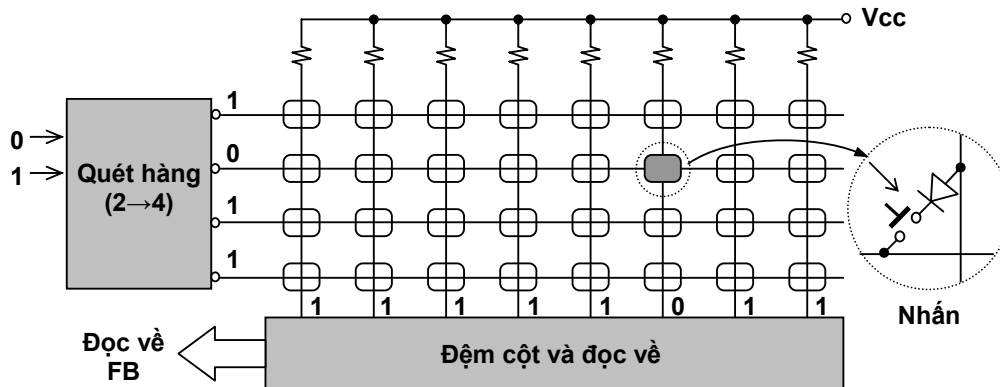 Vcc
1
0
0
1
Quét hàng
(2→4)
1
1
1 1 1 1 1 0 1 1
Nhấn
Đọc về
FB
Đệm cột và đọc về